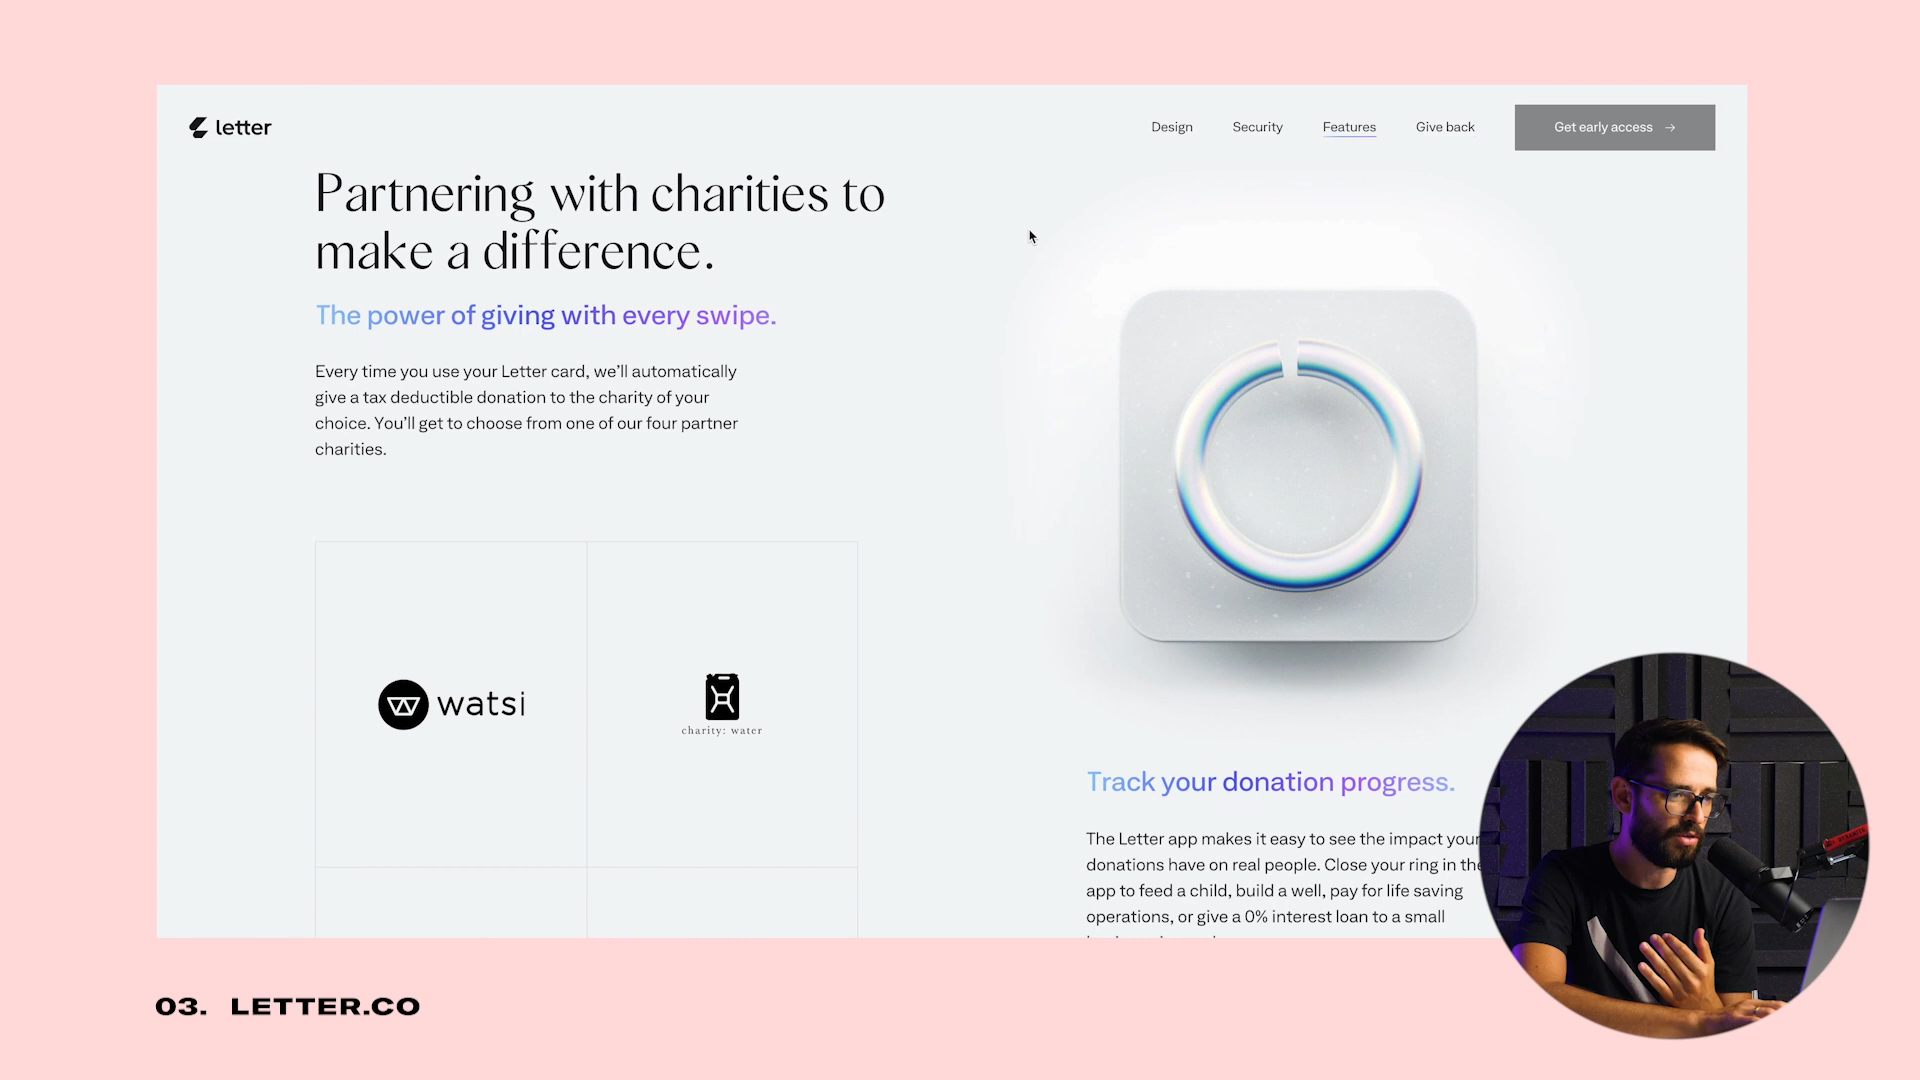 letter
Design
Security
Features
Give back
Get early access →
Partnering with charities to
make a difference.
The power of giving with every swipe.
Every time you use your Letter card, we’ll automatically
give a tax deductible donation to the charity of your
choice. You’ll get to choose from one of our four partner
charities.
watsi
charity: water
Track your donation progress.
The Letter app makes it easy to see the impact your
donations have on real people. Close your ring in the
app to feed a child, build a well, pay for life saving
operations, or give a 0% interest loan to a small
03. LETTER.CO